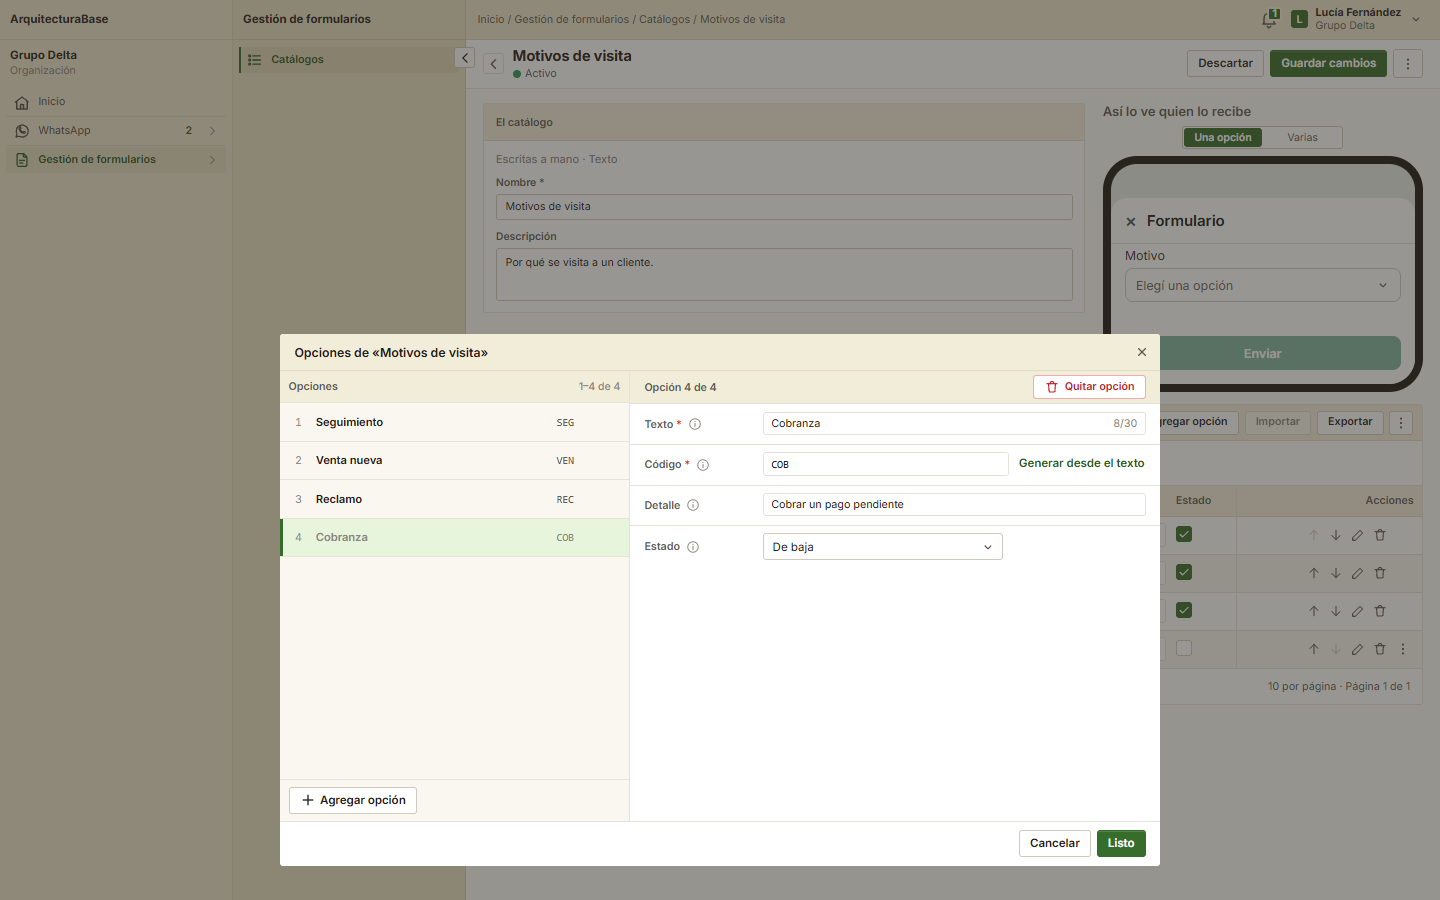 ArquitecturaBase
Gestión de formularios
Inicio / Gestión de formularios / Catálogos / Motivos de visita
1
L
Lucía Fernández
Grupo Delta
Grupo Delta
Organización
Inicio
WhatsApp 2
Gestión de formularios
Catálogos
Motivos de visita
Activo
Descartar
Guardar cambios
El catálogo
Escritas a mano · Texto
Nombre *
Motivos de visita
Descripción
Por qué se visita a un cliente.
Así lo ve quien lo recibe
Una opción
Varias
Formulario
Motivo
Elegí una opción
Enviar
opción
Importar
Exportar
Estado
Acciones
10 por página · Página 1 de 1
Opciones de «Motivos de visita»
Opciones 1–4 de 4
1 Seguimiento SEG
2 Venta nueva VEN
3 Reclamo REC
4 Cobranza COB
Agregar opción
Opción 4 de 4
Quitar opción
Texto *
Cobranza 8/30
Código *
COB
Generar desde el texto
Detalle
Cobrar un pago pendiente
Estado
De baja
Cancelar
Listo